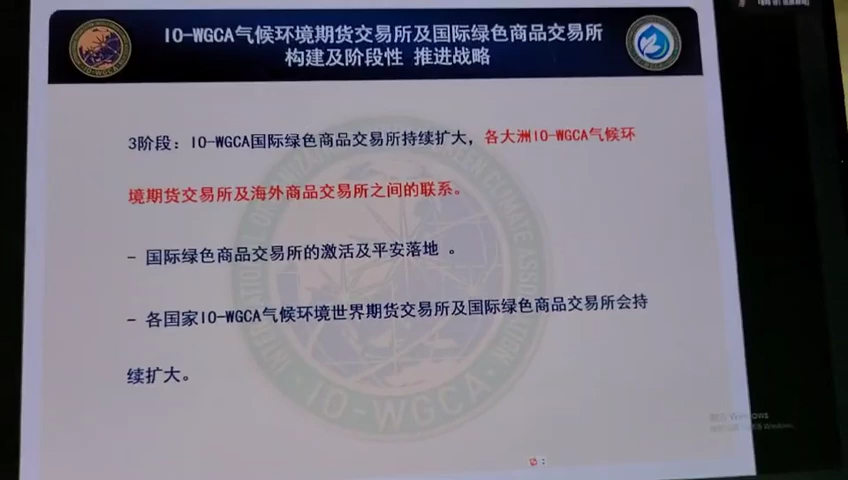 IO-WGCA气候环境期货交易所及国际绿色商品交易所
构建及阶段性 推进战略
3阶段：IO-WGCA国际绿色商品交易所持续扩大，各大洲IO-WGCA气候环
境期货交易所及海外商品交易所之间的联系。
- 国际绿色商品交易所的激活及平安落地 。
- 各国家IO-WGCA气候环境世界期货交易所及国际绿色商品交易所会持
续扩大。
IO-WGCA